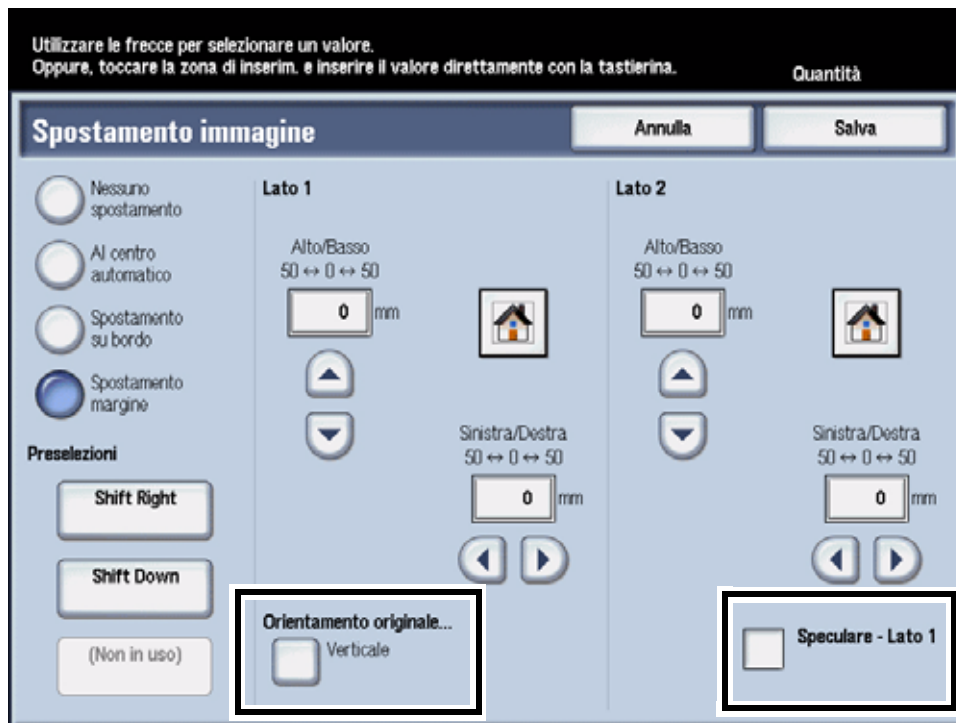 Utilizzare le frecce per selezionare un valore.
Oppure, toccare la zona di inserim. e inserire il valore direttamente con la tastierina.
Quantità
Spostamento immagine
Annulla
Salva
Nessuno
spostamento
Al centro
automatico
Spostamento
su bordo
Spostamento
margine
Preselezioni
Shift Right
Shift Down
(Non in uso)
Lato 1
Alto/Basso
50 ↔ 0 ↔ 50
0 mm
Sinistra/Destra
50 ↔ 0 ↔ 50
0 mm
Orientamento originale...
Verticale
Lato 2
Alto/Basso
50 ↔ 0 ↔ 50
0 mm
Sinistra/Destra
50 ↔ 0 ↔ 50
0 mm
Speculare - Lato 1